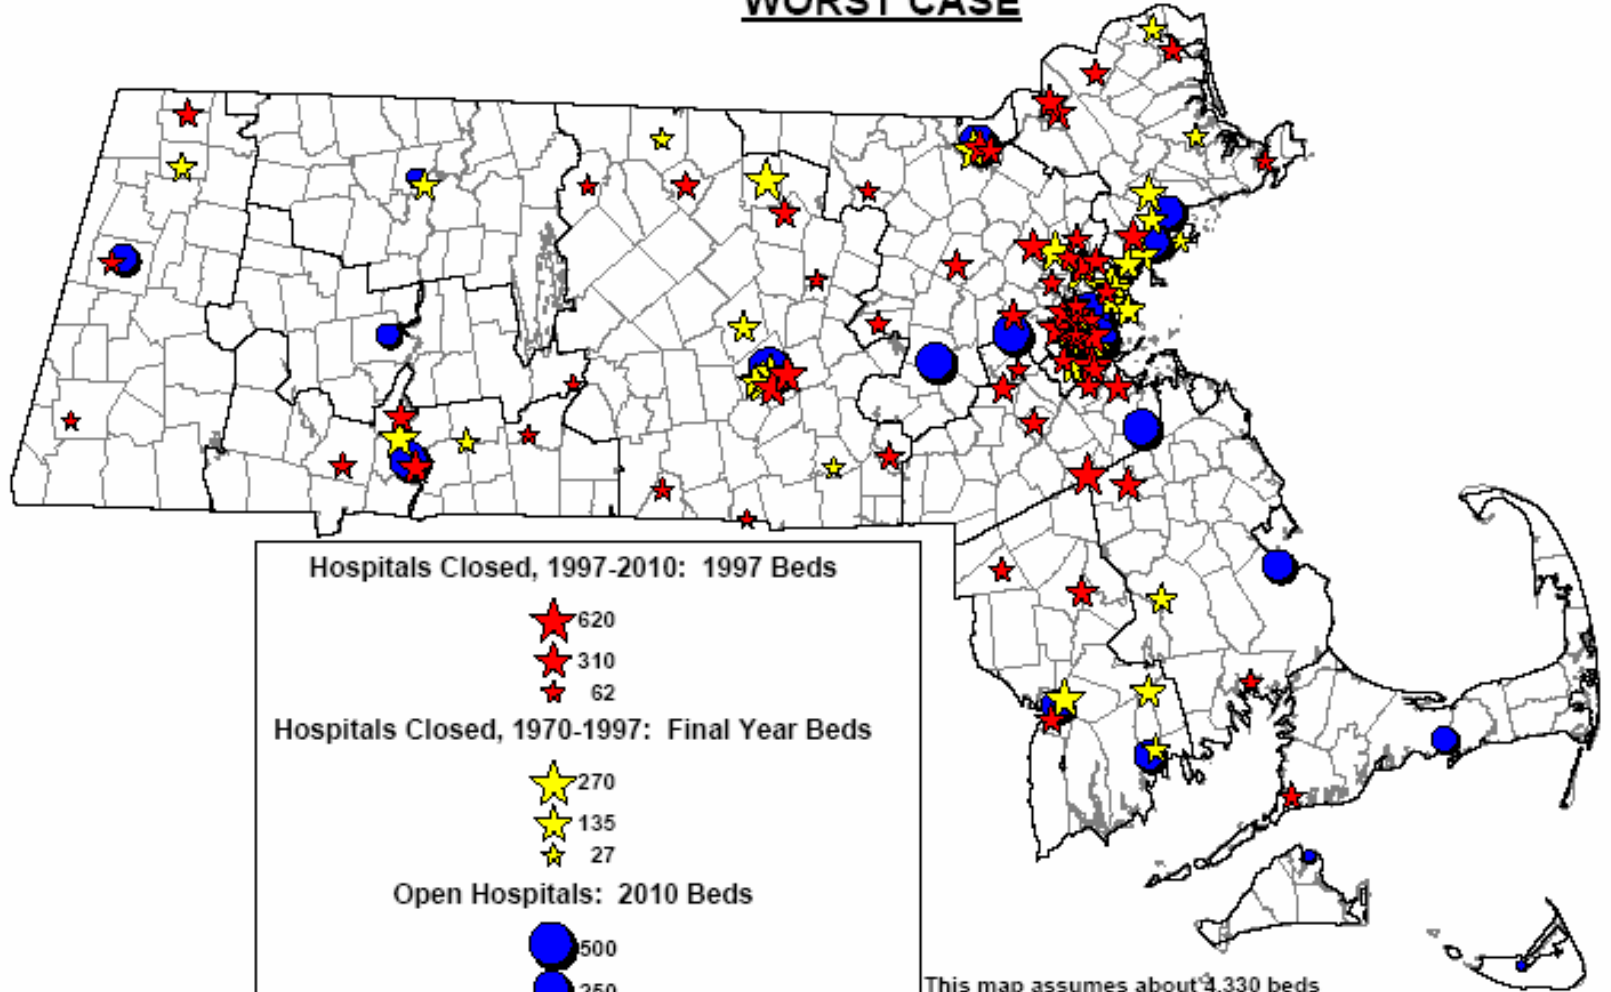 WORST CASE
Hospitals Closed, 1997-2010: 1997 Beds
620
310
62
Hospitals Closed, 1970-1997: Final Year Beds
270
135
27
Open Hospitals: 2010 Beds
500
250
This map assumes about 4,330 beds